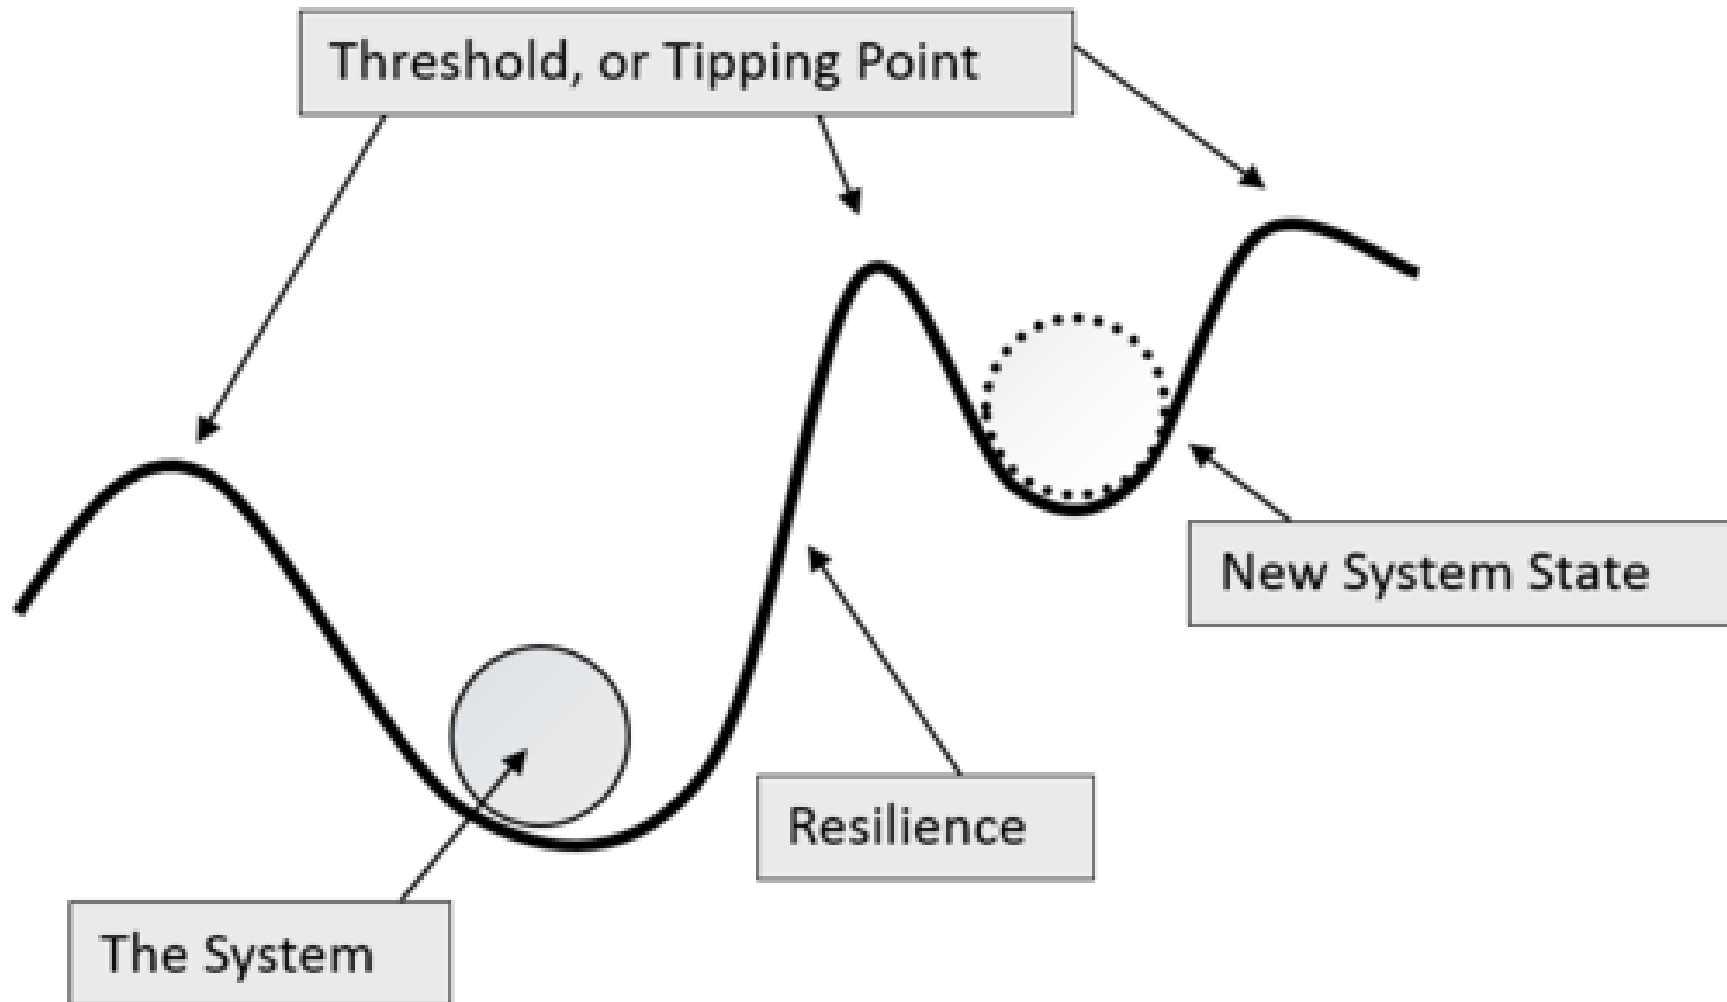 Threshold, or Tipping Point
New System State
Resilience
The System